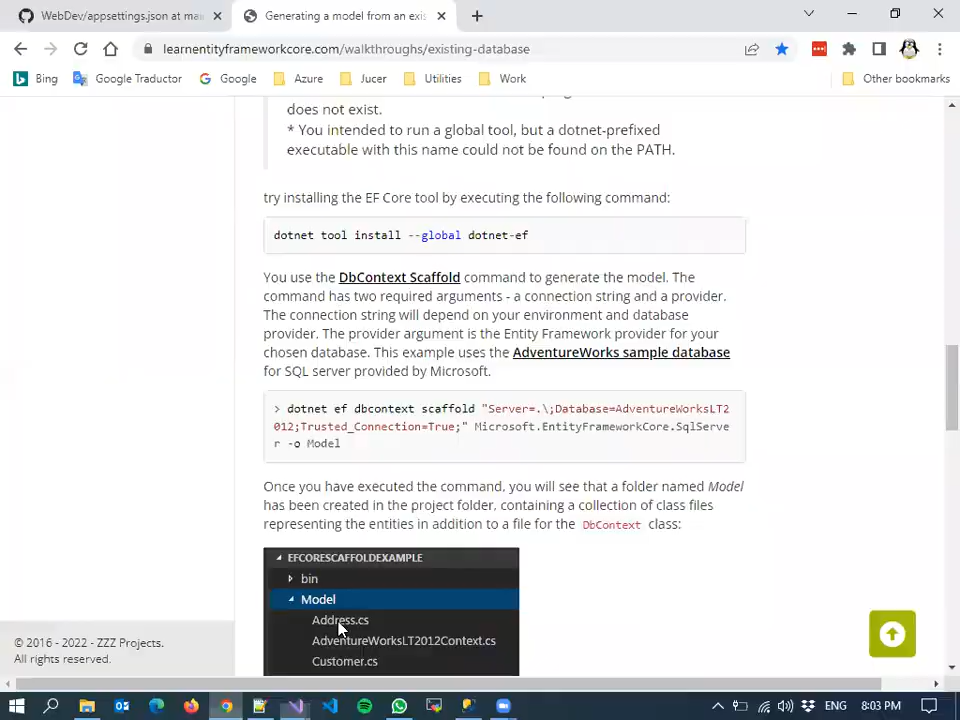 WebDev/appsettings.json at mai
Generating a model from an exis
learnentityframeworkcore.com/walkthroughs/existing-database
Bing
Google Traductor
Google
Azure
Jucer
Utilities
Work
Other bookmarks
does not exist.
* You intended to run a global tool, but a dotnet-prefixed
executable with this name could not be found on the PATH.
try installing the EF Core tool by executing the following command:
dotnet tool install --global dotnet-ef
You use the DbContext Scaffold command to generate the model. The
command has two required arguments - a connection string and a provider.
The connection string will depend on your environment and database
provider. The provider argument is the Entity Framework provider for your
chosen database. This example uses the AdventureWorks sample database
for SQL server provided by Microsoft.
> dotnet ef dbcontext scaffold "Server=.\;Database=AdventureWorksLT2
012;Trusted_Connection=True;" Microsoft.EntityFrameworkCore.SqlServe
r -o Model
Once you have executed the command, you will see that a folder named Model
has been created in the project folder, containing a collection of class files
representing the entities in addition to a file for the DbContext class:
EFCORESCAFFOLDEXAMPLE
bin
Model
Address.cs
AdventureWorksLT2012Context.cs
Customer.cs
© 2016 - 2022 - ZZZ Projects.
All rights reserved.
ENG
8:03 PM